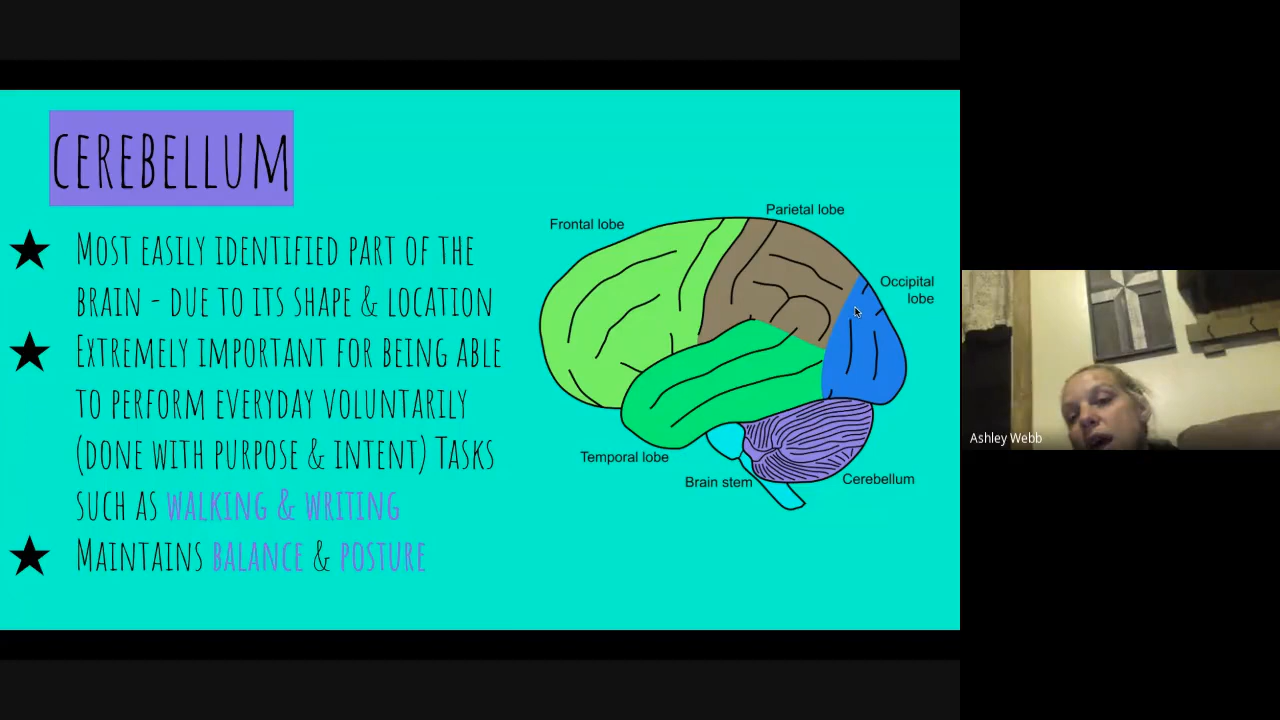 CEREBELLUM
MOST EASILY IDENTIFIED PART OF THE
BRAIN - DUE TO ITS SHAPE & LOCATION
EXTREMELY IMPORTANT FOR BEING ABLE
TO PERFORM EVERYDAY VOLUNTARILY
(DONE WITH PURPOSE & INTENT) TASKS
SUCH AS WALKING & WRITING
MAINTAINS BALANCE & POSTURE
Frontal lobe
Parietal lobe
Occipital
lobe
Temporal lobe
Brain stem
Cerebellum
Ashley Webb